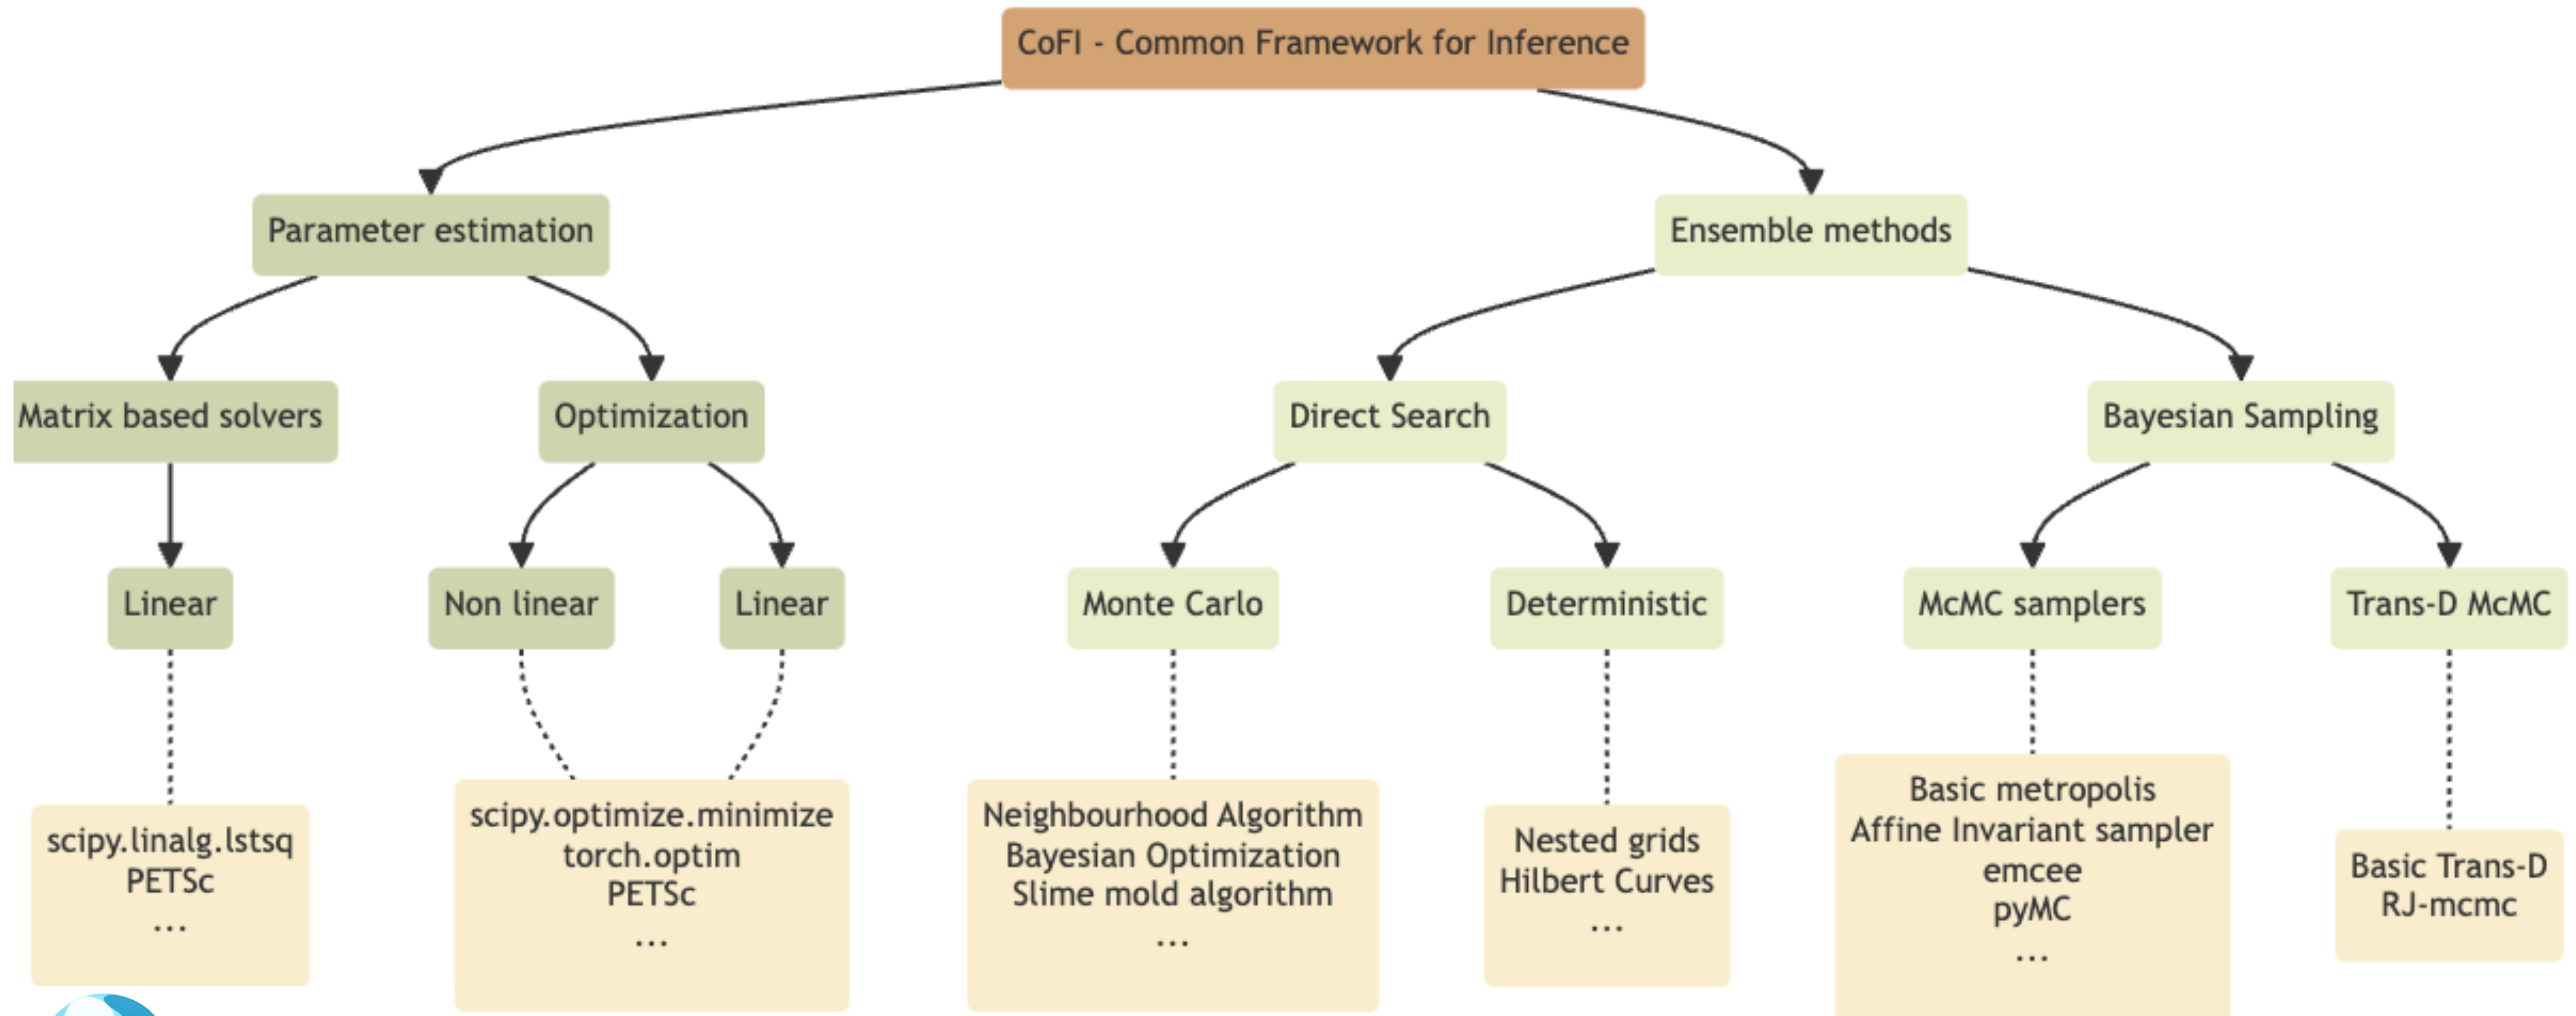 CoFI - Common Framework for Inference
Parameter estimation
Ensemble methods
Matrix based solvers
Optimization
Direct Search
Bayesian Sampling
Linear
Non linear
Linear
Monte Carlo
Deterministic
McMC samplers
Trans-D McMC
scipy.linalg.lstsq
PETSc
...
scipy.optimize.minimize
torch.optim
PETSc
...
Neighbourhood Algorithm
Bayesian Optimization
Slime mold algorithm
...
Nested grids
Hilbert Curves
...
Basic metropolis
Affine Invariant sampler
emcee
pyMC
...
Basic Trans-D
RJ-mcmc